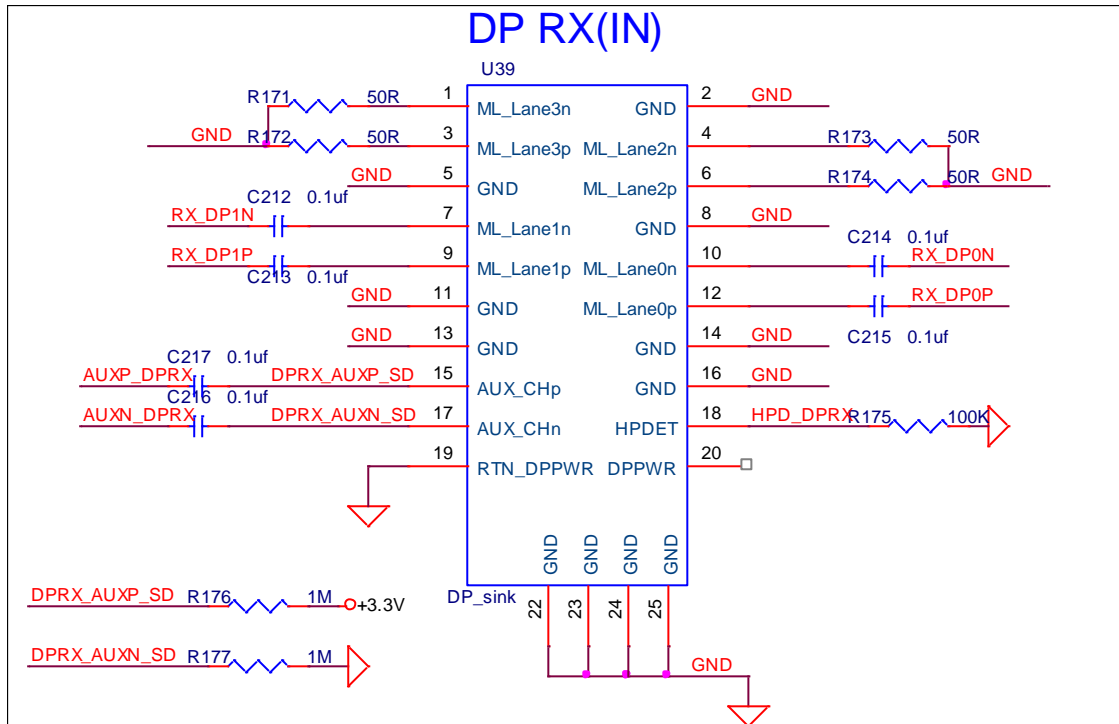 DP RX(IN)
U39
R171 50R 1 ML_Lane3n GND 2 GND
GND R172 50R 3 ML_Lane3p ML_Lane2n 4 R173 50R
GND 5 GND ML_Lane2p 6 R174 50R GND
C212 0.1uf
RX_DP1N 7 ML_Lane1n GND 8 GND
C214 0.1uf
RX_DP1P 9 ML_Lane1p ML_Lane0n 10 RX_DP0N
C213 0.1uf
GND 11 GND ML_Lane0p 12 RX_DP0P
C215 0.1uf
GND 13 GND GND 14 GND
C217 0.1uf
AUXP_DPRX DPRX_AUXP_SD 15 AUX_CHp GND 16 GND
C216 0.1uf
AUXN_DPRX DPRX_AUXN_SD 17 AUX_CHn HPDET 18 HPD_DPRX R175 100K
19 RTN_DPPWR DPPWR 20
GND GND GND GND
DP_sink
22 23 24 25
DPRX_AUXP_SD R176 1M +3.3V
DPRX_AUXN_SD R177 1M
GND